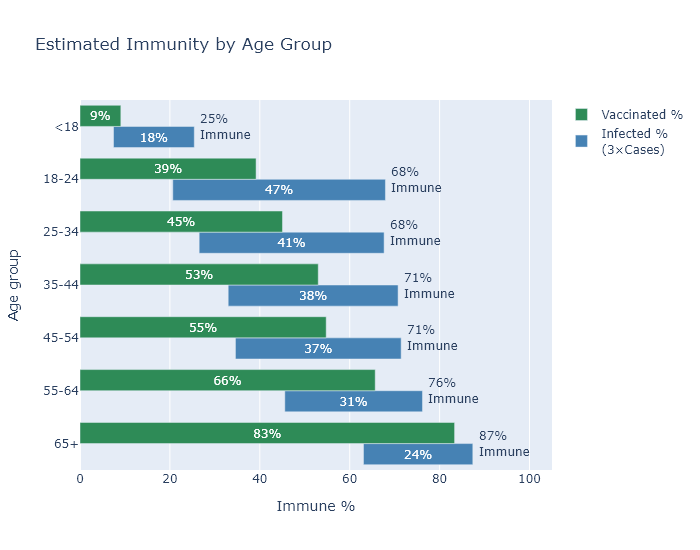 Estimated Immunity by Age Group
Vaccinated %
Infected %
(3×Cases)
Age group
<18
9%
18%
25%
Immune
18-24
39%
47%
68%
Immune
25-34
45%
41%
68%
Immune
35-44
53%
38%
71%
Immune
45-54
55%
37%
71%
Immune
55-64
66%
31%
76%
Immune
65+
83%
24%
87%
Immune
0 20 40 60 80 100
Immune %